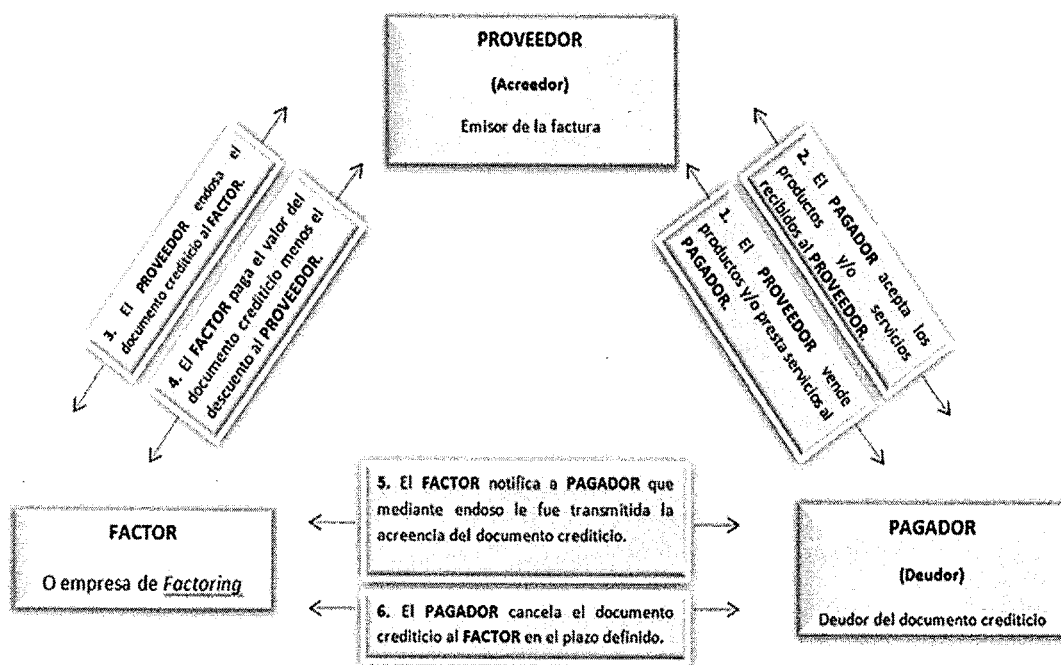 PROVEEDOR
(Acreedor)
Emisor de la factura
3. El PROVEEDOR endosa el
documento crediticio al FACTOR.
4. El FACTOR paga el valor del
documento crediticio menos el
descuento al PROVEEDOR.
2. El PAGADOR acepta los
productos y/o servicios
recibidos al PROVEEDOR.
1. El PROVEEDOR vende
productos y/o presta servicios al
PAGADOR.
5. El FACTOR notifica a PAGADOR que
mediante endoso le fue transmitida la
acreencia del documento crediticio.
6. El PAGADOR cancela el documento
crediticio al FACTOR en el plazo definido.
FACTOR
O empresa de Factoring
PAGADOR
(Deudor)
Deudor del documento crediticio